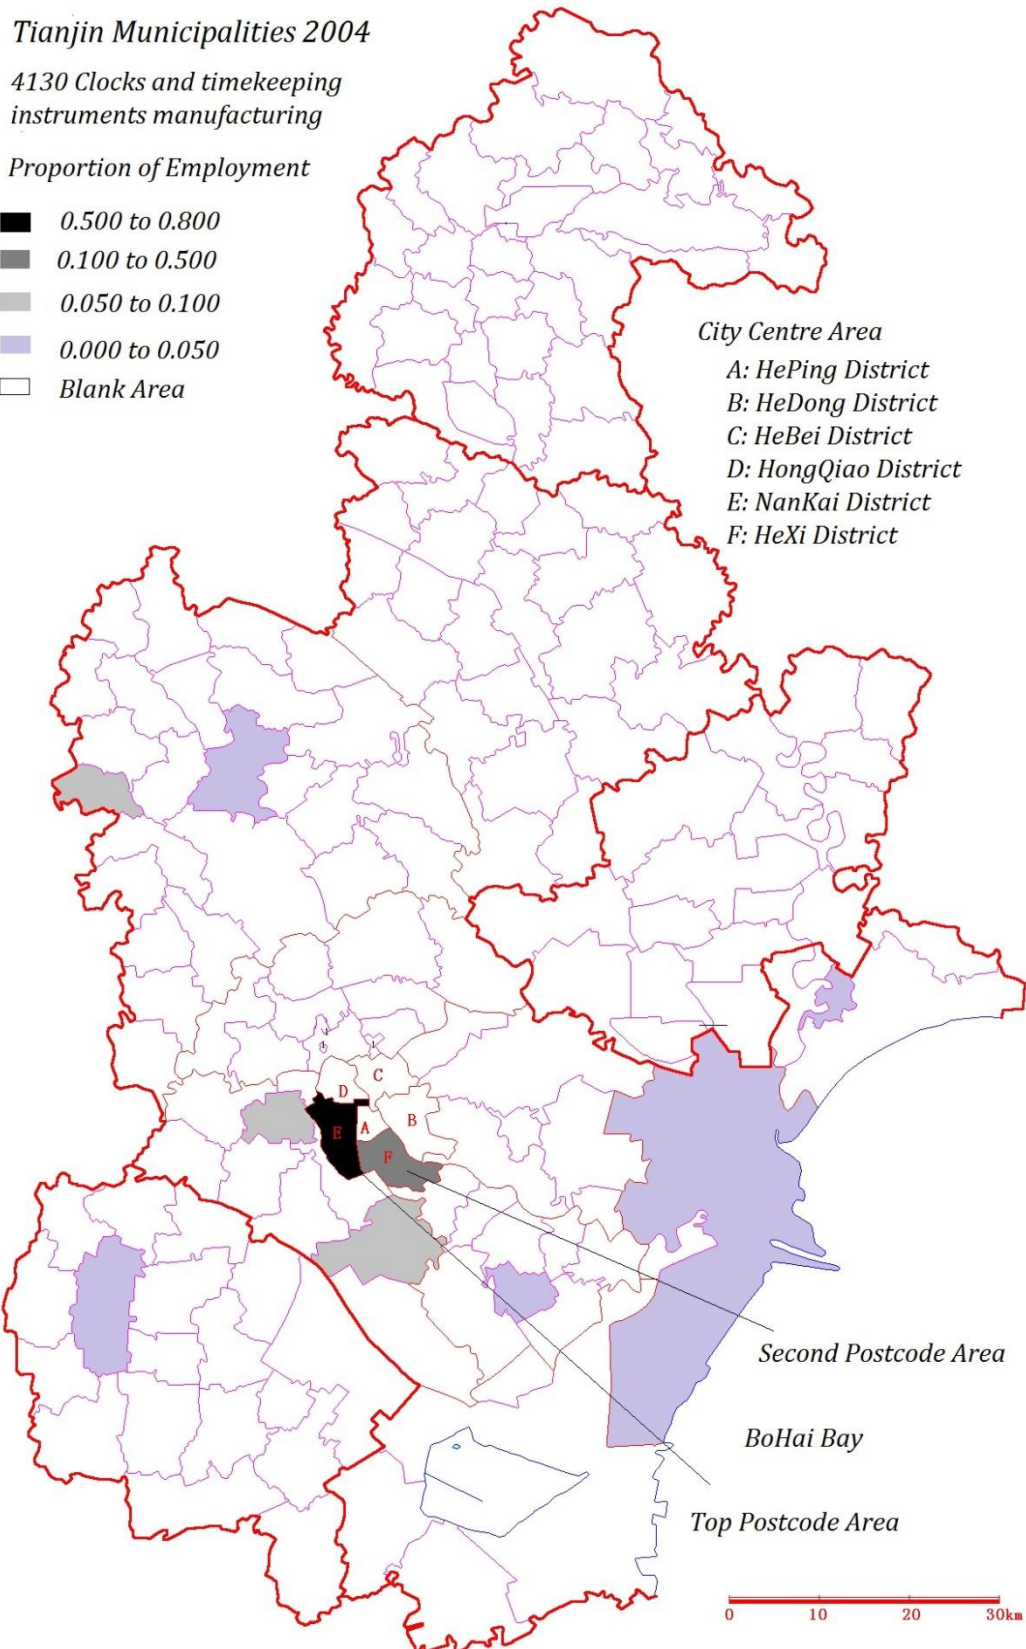 Tianjin Municipalities 2004
4130 Clocks and timekeeping
instruments manufacturing
Proportion of Employment
0.500 to 0.800
0.100 to 0.500
0.050 to 0.100
0.000 to 0.050
Blank Area
City Centre Area
A: HePing District
B: HeDong District
C: HeBei District
D: HongQiao District
E: NanKai District
F: HeXi District
1
1
1
C
D
B
A
E
F
Second Postcode Area
BoHai Bay
Top Postcode Area
0 10 20 30km